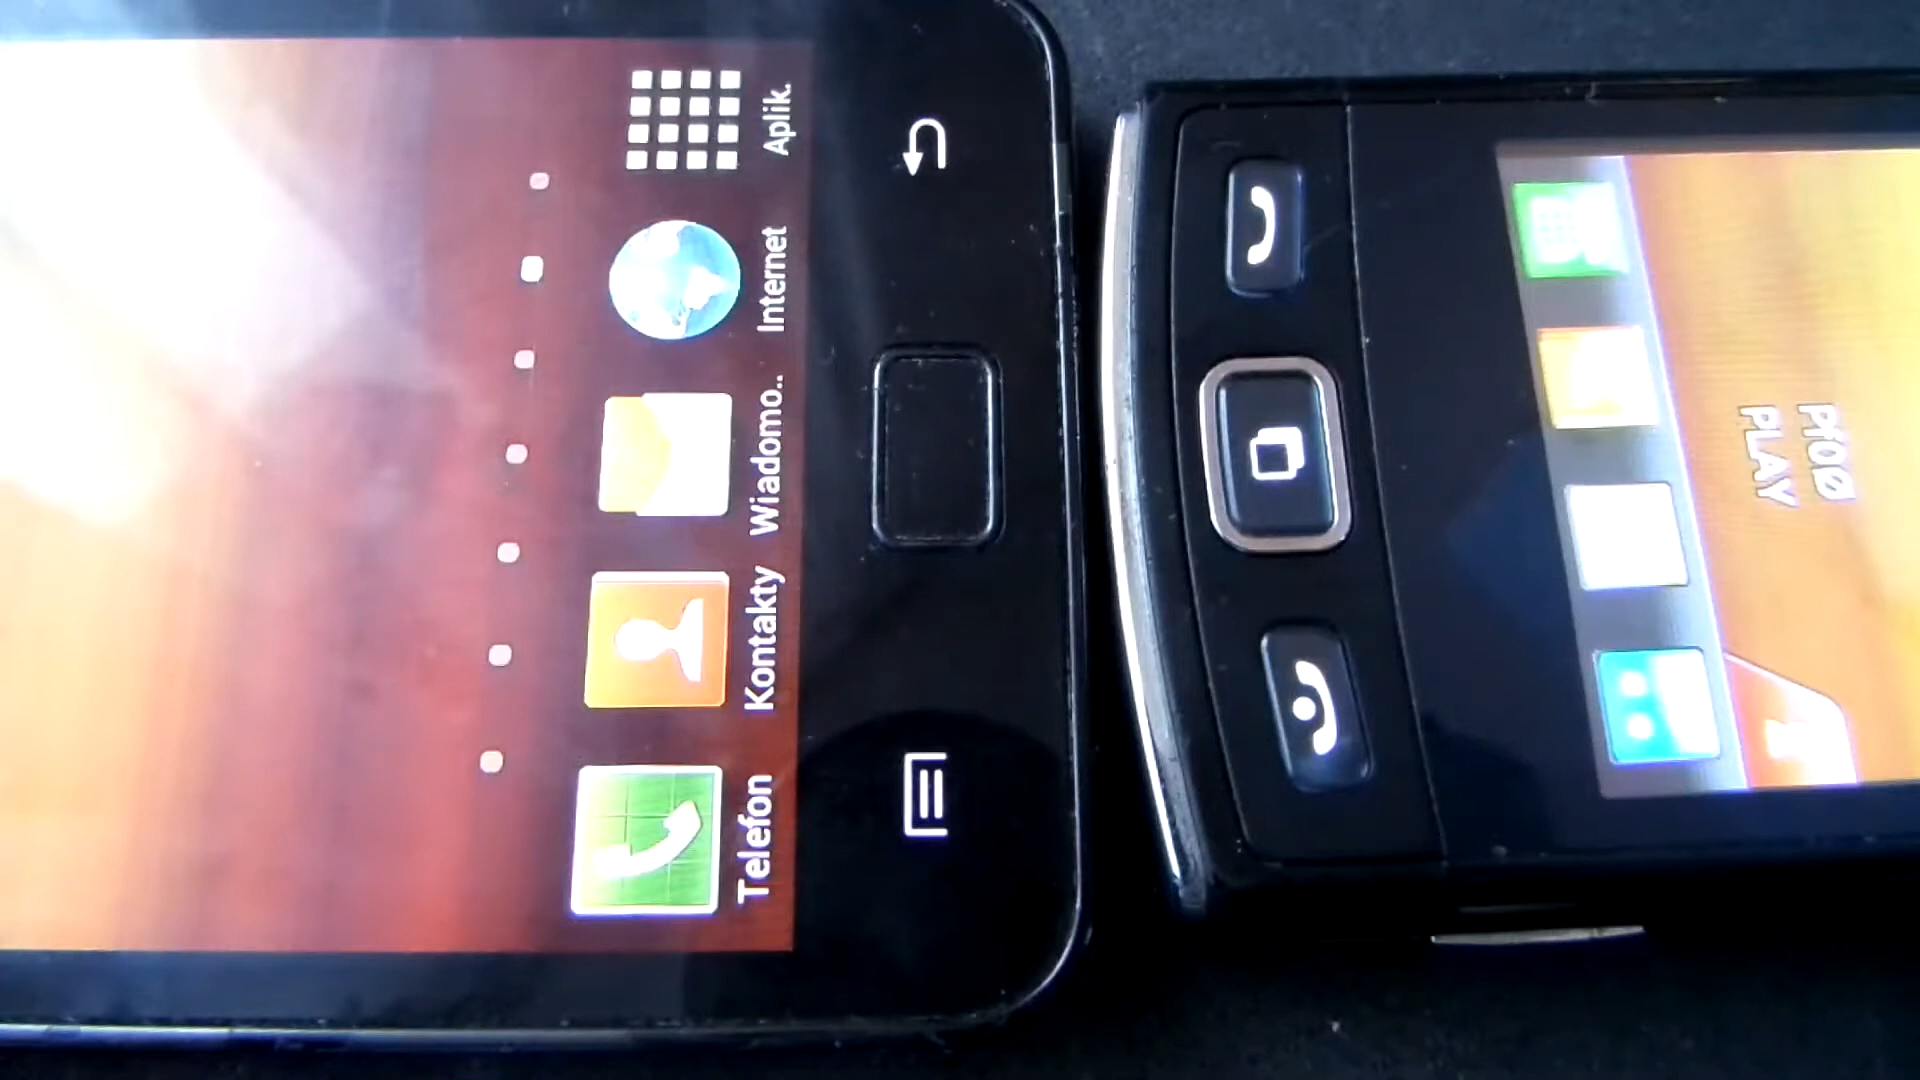 Telefon
Kontakty
Wiadomo..
Internet
Aplik.
PLAY